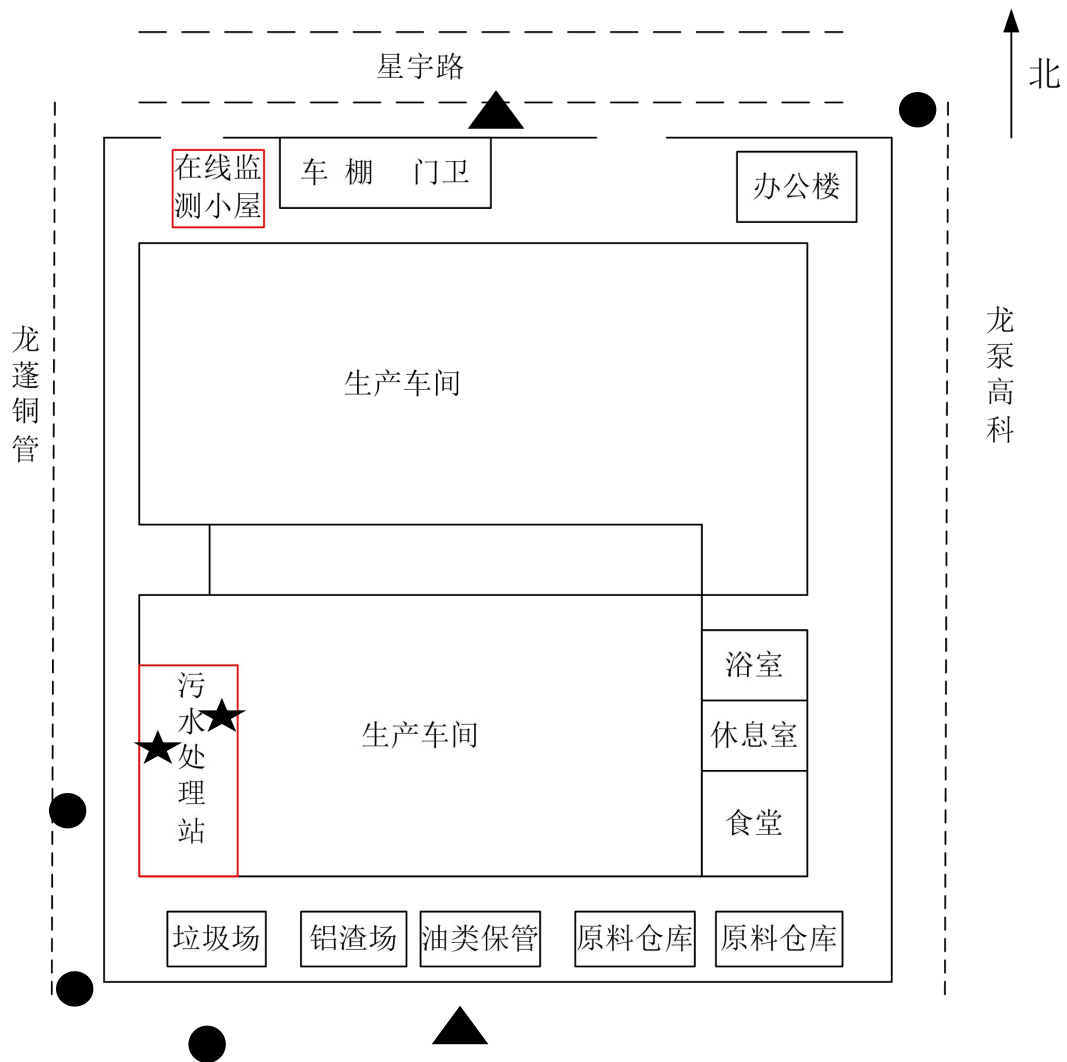 星宇路
北
在线监
测小屋
车 棚 门卫
办公楼
龙蓬铜管
生产车间
龙泵高科
污水处理站
生产车间
浴室
休息室
食堂
垃圾场
铝渣场
油类保管
原料仓库
原料仓库